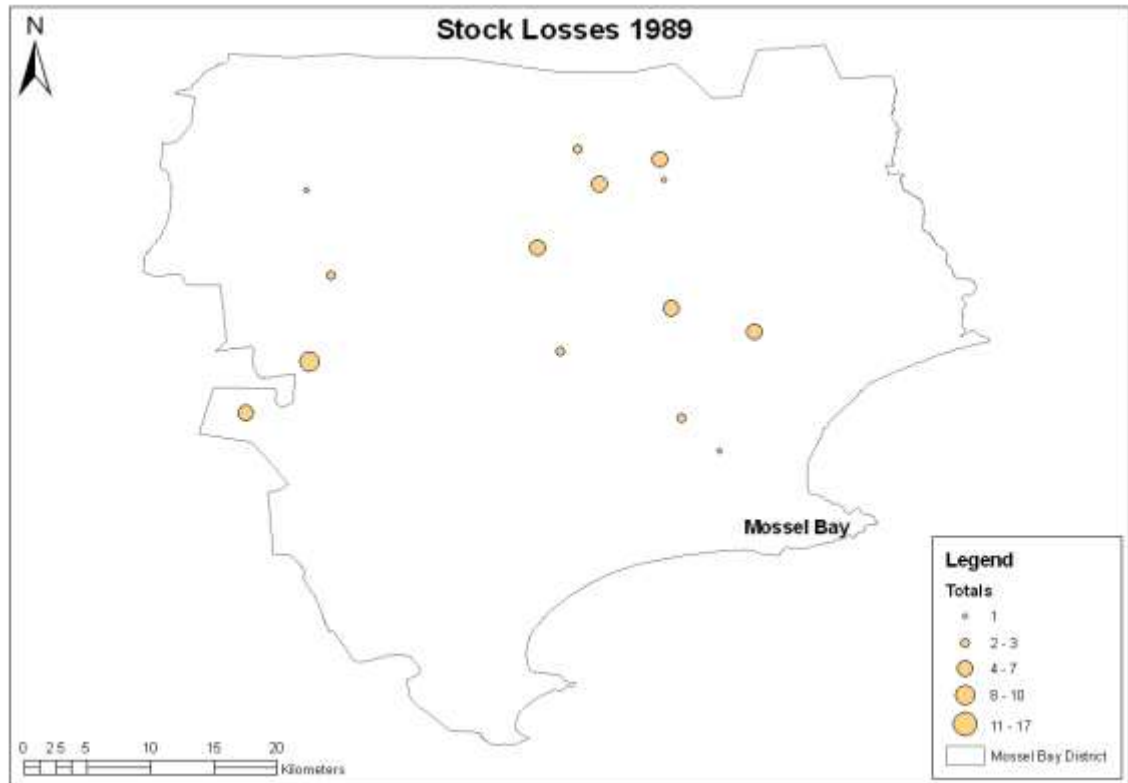 Stock Losses 1989
N
Mossel Bay
Legend
Totals
1
2 - 3
4 - 7
8 - 10
11 - 17
Mossel Bay District
0 2.5 5 10 15 20
Kilometers